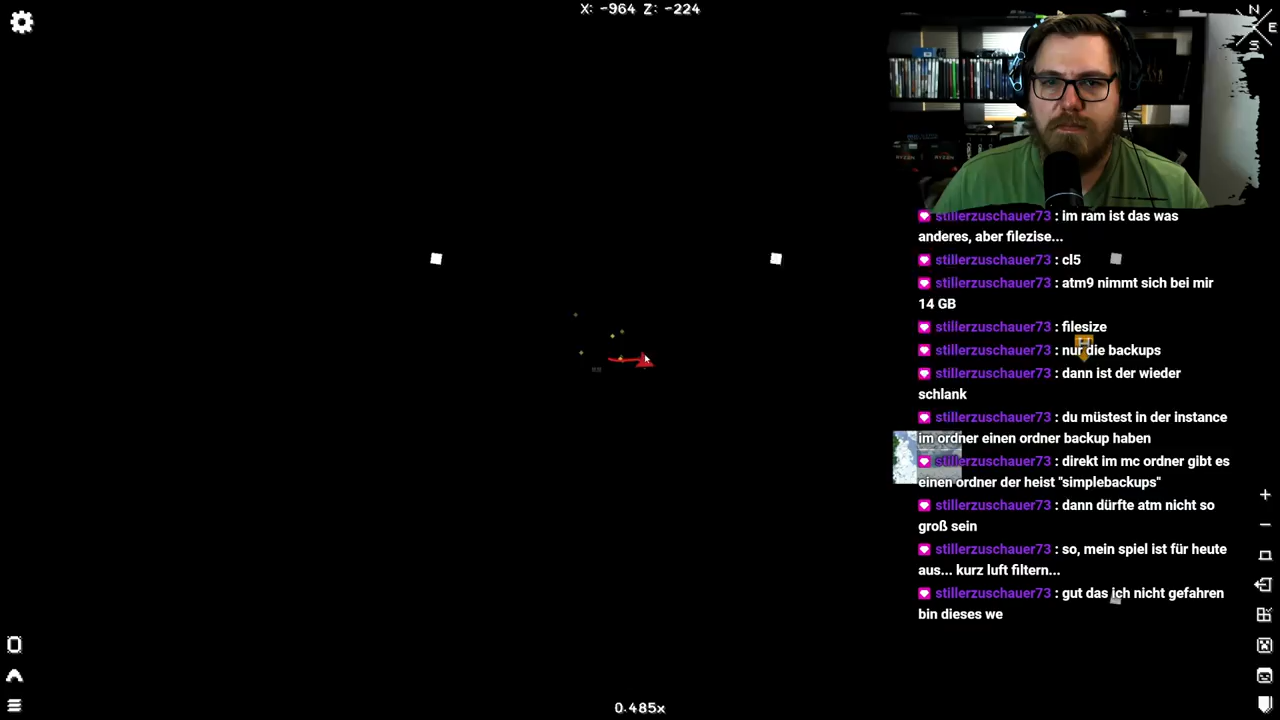 X: -964 Z: -224
N
E
S
RYZEN RYZEN
stillerzuschauer73 : im ram ist das was
anderes, aber filezise...
stillerzuschauer73 : cl5
stillerzuschauer73 : atm9 nimmt sich bei mir
14 GB
stillerzuschauer73 : filesize
stillerzuschauer73 : nur die backups
stillerzuschauer73 : dann ist der wieder
schlank
stillerzuschauer73 : du müstest in der instance
im ordner einen ordner backup haben
stillerzuschauer73 : direkt im mc ordner gibt es
einen ordner der heist "simplebackups"
stillerzuschauer73 : dann dürfte atm nicht so
groß sein
stillerzuschauer73 : so, mein spiel ist für heute
aus... kurz luft filtern...
stillerzuschauer73 : gut das ich nicht gefahren
bin dieses we
0.485x